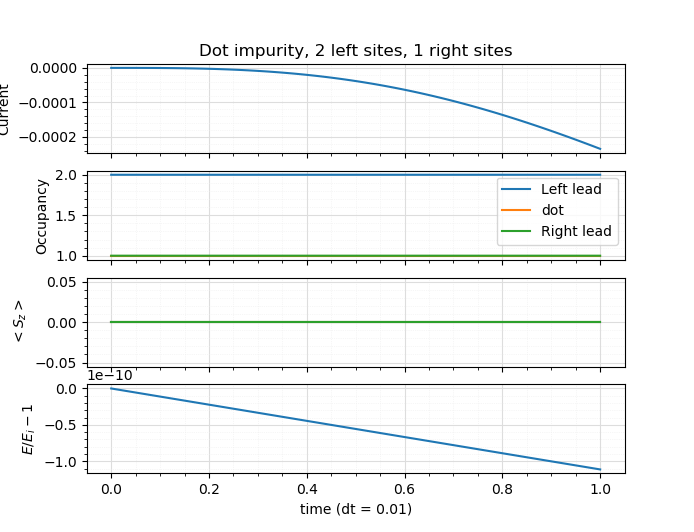 Dot impurity, 2 left sites, 1 right sites
0.0000
−0.0001
−0.0002
Current
2.0
1.5
1.0
Occupancy
Left lead
dot
Right lead
0.05
0.00
−0.05
< S_z >
1e−10
0.0
−0.5
−1.0
E/E_i − 1
0.0 0.2 0.4 0.6 0.8 1.0
time (dt = 0.01)